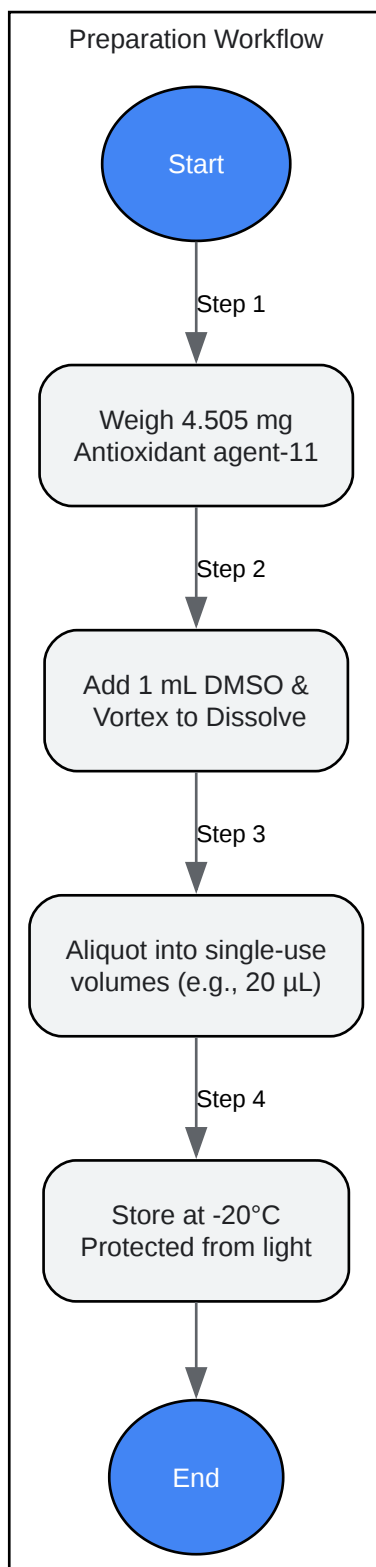 Preparation Workflow
Start
Step 1
Weigh 4.505 mg
Antioxidant agent-11
Step 2
Add 1 mL DMSO &
Vortex to Dissolve
Step 3
Aliquot into single-use
volumes (e.g., 20 µL)
Step 4
Store at -20°C
Protected from light
End